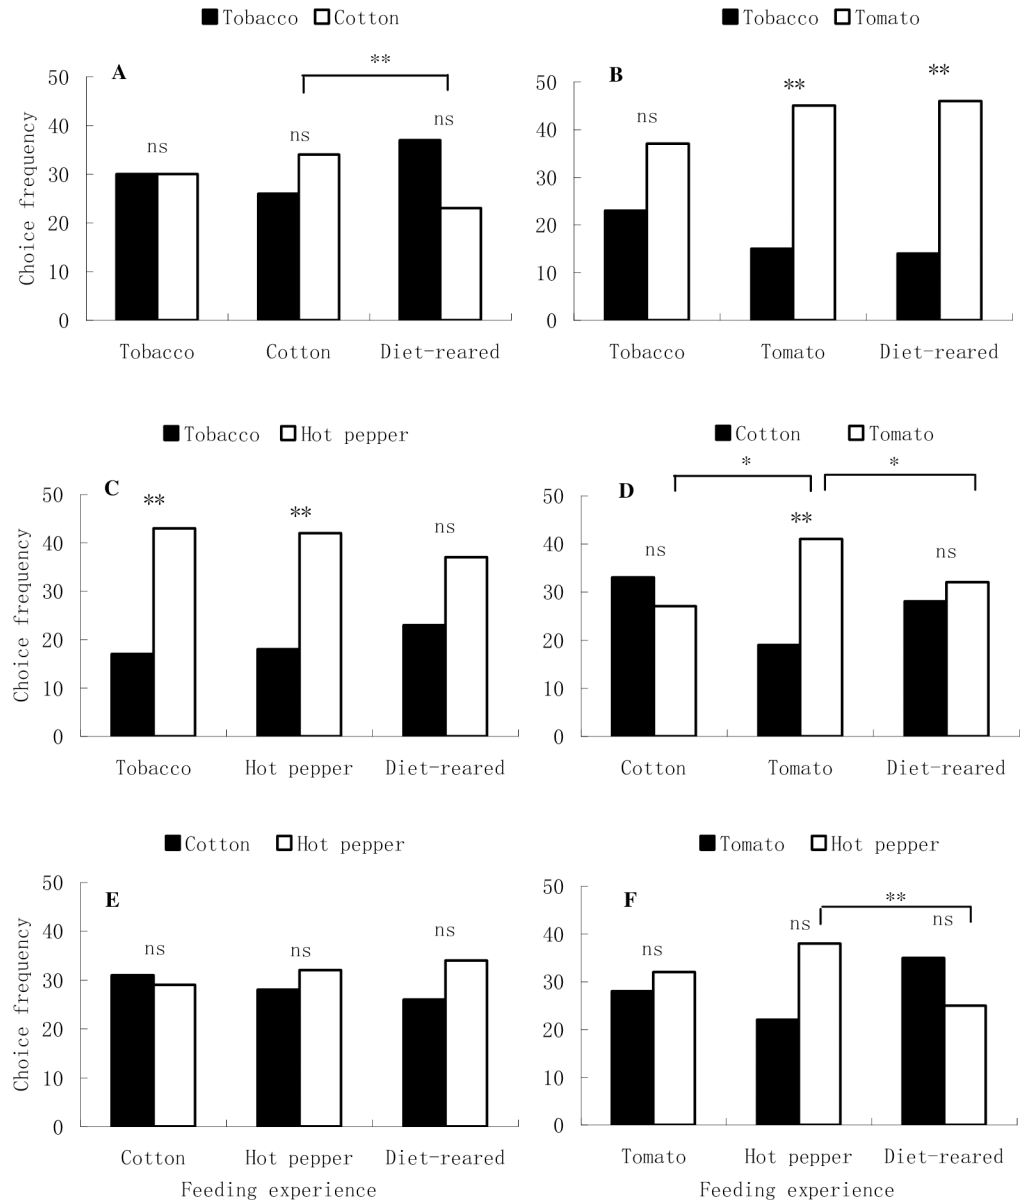 Tobacco Cotton
A
**
50
40
30
20
10
0
Choice frequency
ns
ns
ns
Tobacco Cotton Diet-reared
Tobacco Tomato
B
50
40
30
20
10
0
ns
**
**
Tobacco Tomato Diet-reared
Tobacco Hot pepper
C
50
40
30
20
10
0
Choice frequency
**
**
ns
Tobacco Hot pepper Diet-reared
Cotton Tomato
D
*
*
50
40
30
20
10
0
ns
**
ns
Cotton Tomato Diet-reared
Cotton Hot pepper
E
50
40
30
20
10
0
Choice frequency
ns
ns
ns
Cotton Hot pepper Diet-reared
Feeding experience
Tomato Hot pepper
F
**
50
40
30
20
10
0
ns
ns
ns
Tomato Hot pepper Diet-reared
Feeding experience